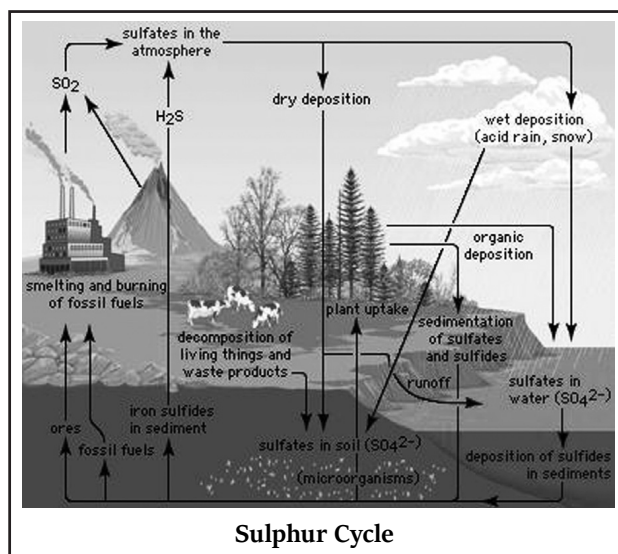 sulfates in the
atmosphere
SO2
H2S
dry deposition
wet deposition
(acid rain, snow)
organic
deposition
smelting and burning
of fossil fuels
decomposition of
living things and
waste products
plant uptake
sedimentation of
sulfates
and sulfides
runoff
sulfates in
water (SO42-)
ores
fossil fuels
iron sulfides
in sediment
sulfates in soil (SO42-)
(microorganisms)
deposition of sulfides
in sediments
Sulphur Cycle